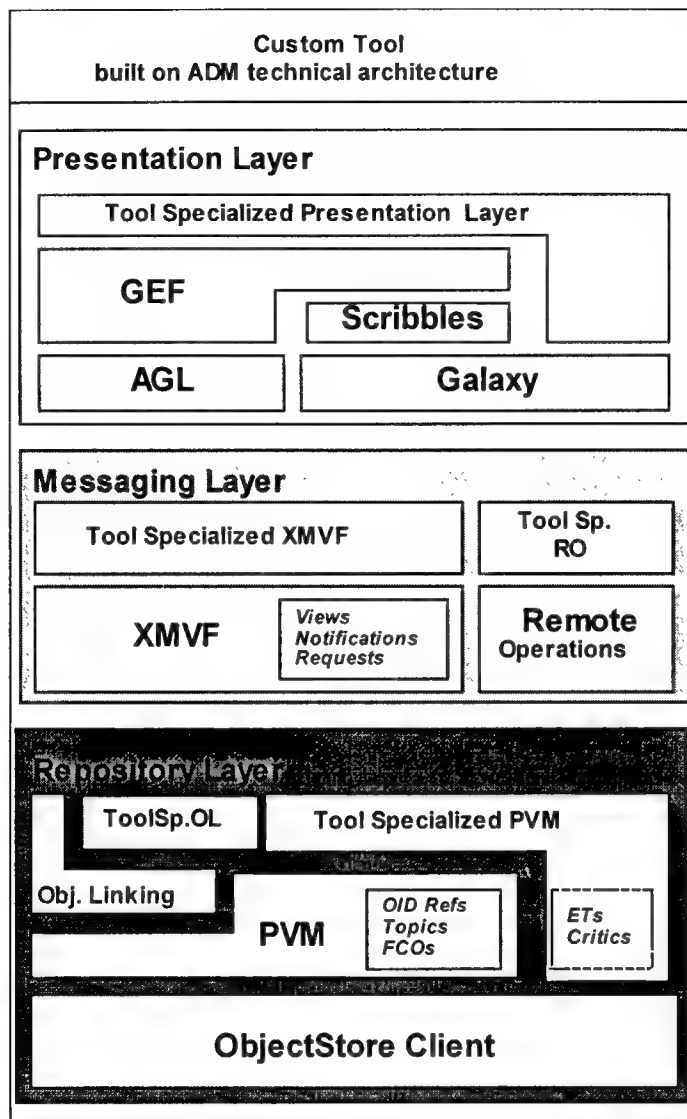 Custom Tool
built on ADM technical architecture
Presentation Layer
Tool Specialized Presentation Layer
GEF
Scribbles
AGL
Galaxy
Messaging Layer
Tool Specialized XMVF
Tool Sp.
RO
XMVF
Views
Notifications
Requests
Remote
Operations
Repository Layer
ToolSp.OL
Tool Specialized PVM
Obj. Linking
PVM
OID Refs
Topics
FCOs
ETs
Critics
ObjectStore Client